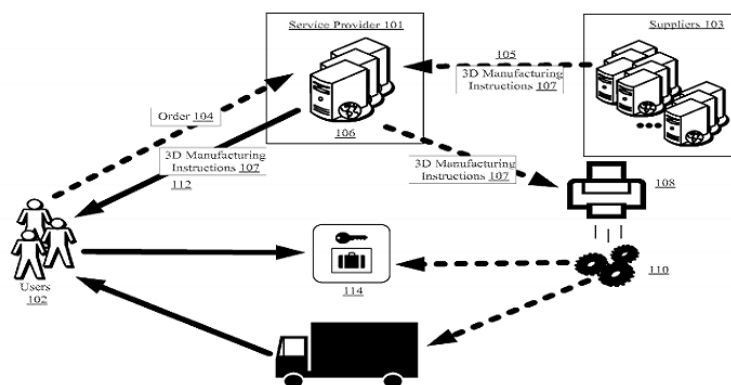 Service Provider 101
Suppliers 103
105
3D Manufacturing
Instructions 107
Order 104
106
3D Manufacturing
Instructions 107
112
3D Manufacturing
Instructions 107
108
Users
102
114
110